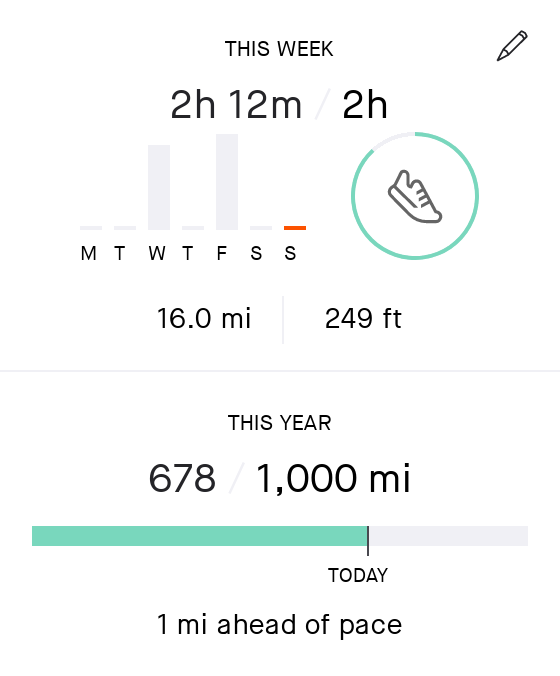 THIS WEEK
2h 12m / 2h
M T W T F S S
16.0 mi 249 ft
THIS YEAR
678 / 1,000 mi
TODAY
1 mi ahead of pace